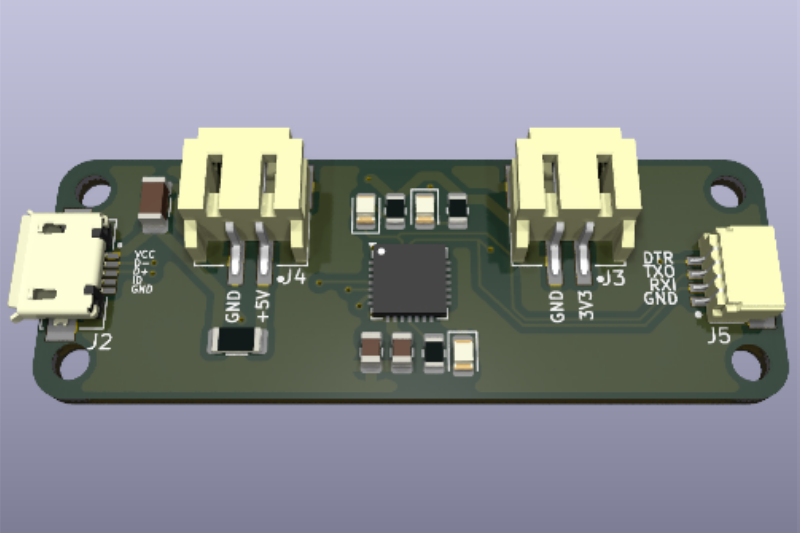 VCC
D-
D+
ID
GND
J2
GND
+5V
J4
GND
3V3
J3
DTR
TXO
RXI
GND
J5